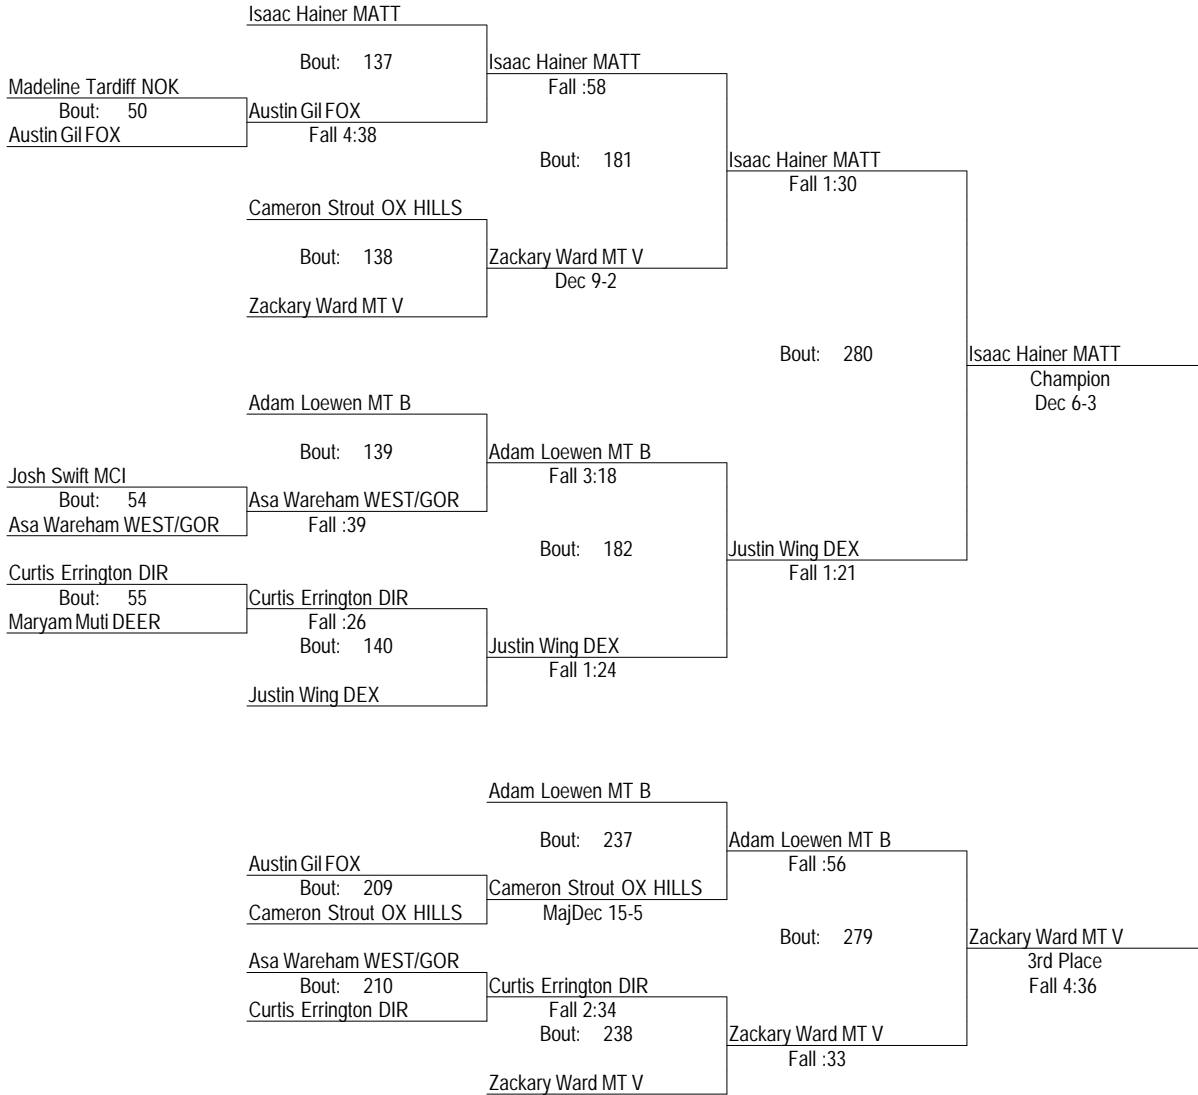 Isaac Hainer MATT
Bout: 137
Isaac Hainer MATT
Fall :58
Madeline Tardiff NOK
Bout: 50
Austin Gil FOX
Austin Gil FOX
Fall 4:38
Bout: 181
Isaac Hainer MATT
Fall 1:30
Cameron Strout OX HILLS
Bout: 138
Zackary Ward MT V
Dec 9-2
Zackary Ward MT V
Bout: 280
Isaac Hainer MATT
Champion
Dec 6-3
Adam Loewen MT B
Bout: 139
Adam Loewen MT B
Fall 3:18
Josh Swift MCI
Bout: 54
Asa Wareham WEST/GOR
Asa Wareham WEST/GOR
Fall :39
Bout: 182
Justin Wing DEX
Fall 1:21
Curtis Errington DIR
Bout: 55
Maryam Muti DEER
Curtis Errington DIR
Fall :26
Bout: 140
Justin Wing DEX
Fall 1:24
Justin Wing DEX
Adam Loewen MT B
Bout: 237
Adam Loewen MT B
Fall :56
Austin Gil FOX
Bout: 209
Cameron Strout OX HILLS
Cameron Strout OX HILLS
MajDec 15-5
Bout: 279
Zackary Ward MT V
3rd Place
Fall 4:36
Asa Wareham WEST/GOR
Bout: 210
Curtis Errington DIR
Curtis Errington DIR
Fall 2:34
Bout: 238
Zackary Ward MT V
Fall :33
Zackary Ward MT V